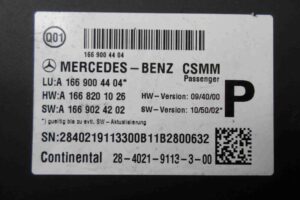 Q01
166 900 44 04
MERCEDES-BENZ CSMM
Passenger
LU:A 166 900 44 04*
HW:A 166 820 10 26 HW-Version: 09/40/00
SW:A 166 902 42 02 SW-Version: 10/50/02*
*) gueltig bis zu evtl. SW-Aktualisierung
P
SN:2840219113300B11B2800632
Continental 28-4021-9113-3-00